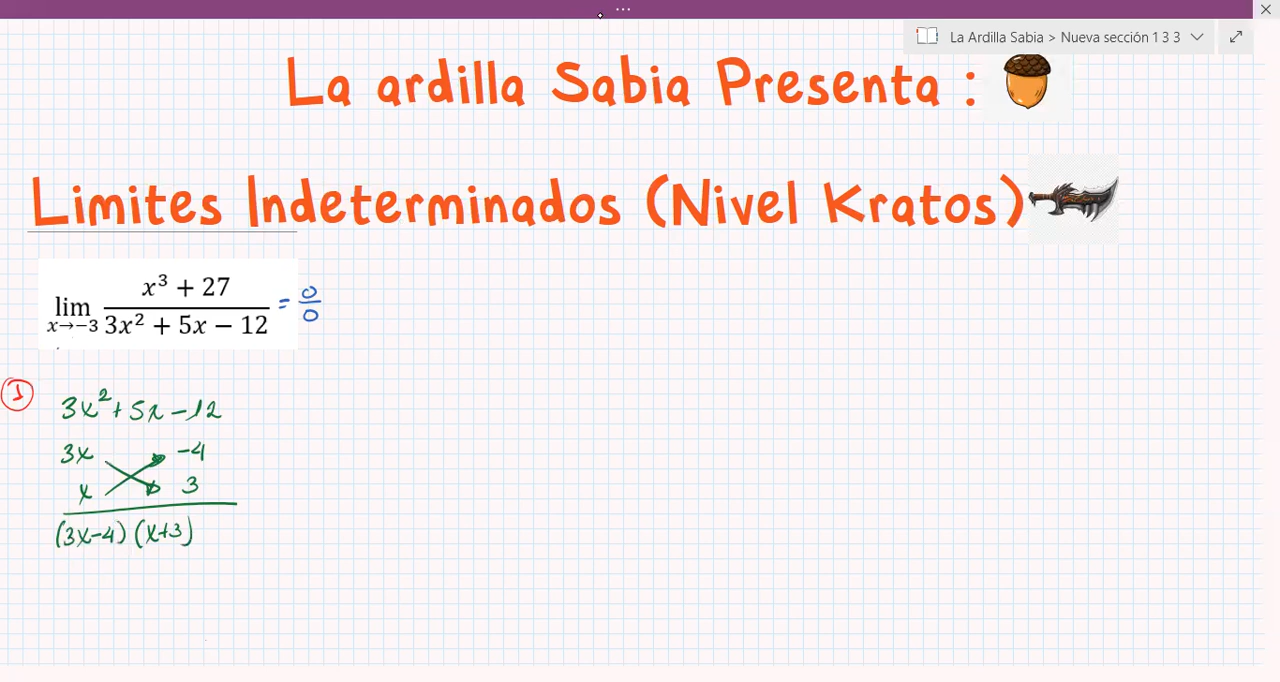 ...
La Ardilla Sabia > Nueva sección 1 3 3
La ardilla Sabia Presenta :
Limites Indeterminados (Nivel Kratos)
lim x→−3 x³ + 27 / 3x² + 5x − 12 = 0/0
1
3x² + 5x − 12
3x −4
x 3
(3x−4) (x+3)